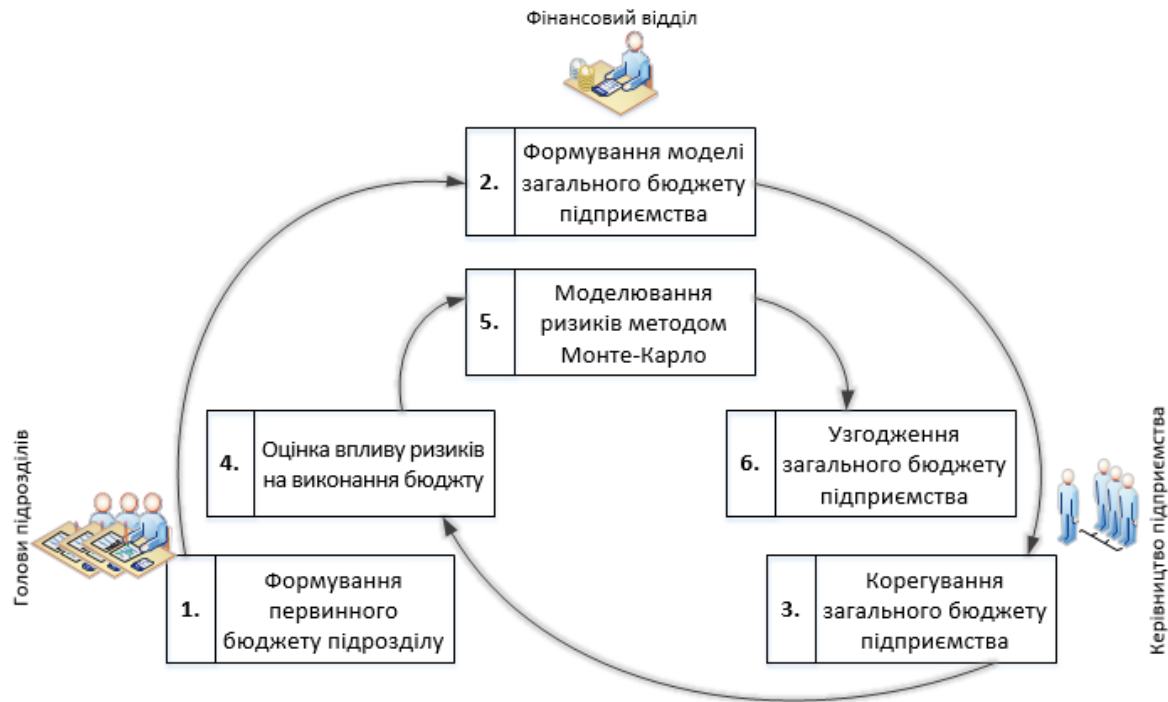 Фінансовий відділ
2.
Формування моделі
загального бюджету
підприємства
5.
Моделювання
ризиків методом
Монте-Карло
4.
Оцінка впливу ризиків
на виконання бюджту
6.
Узгодження
загального бюджету
підприємства
Голови підрозділів
Керівництво підприємства
1.
Формування
первинного
бюджету підрозділу
3.
Корегування
загального бюджету
підприємства